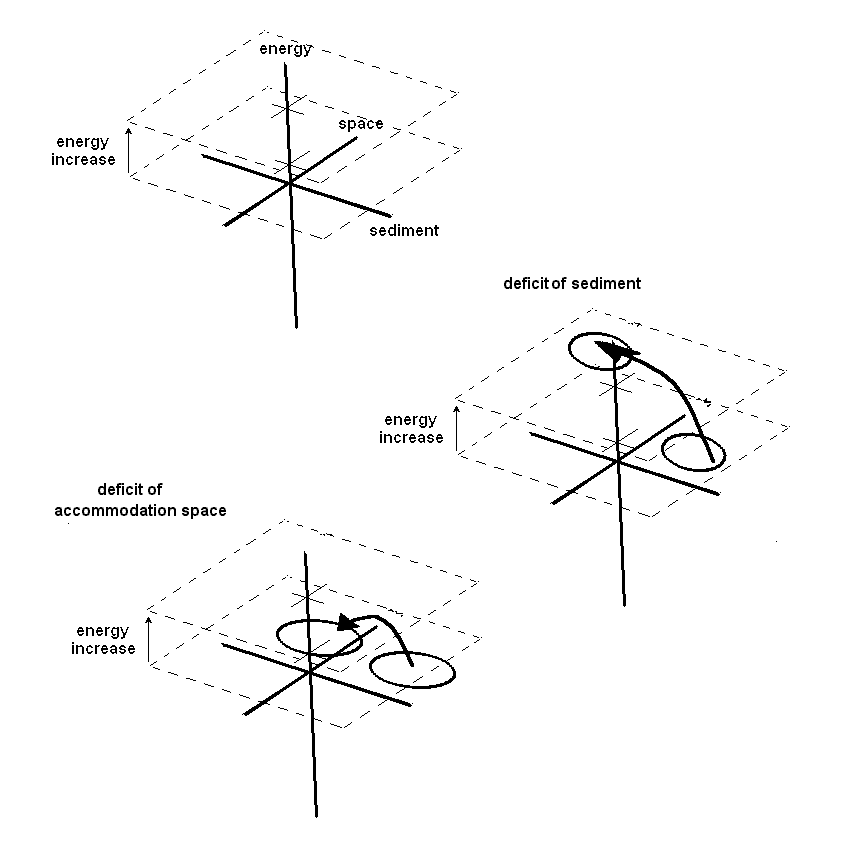 energy
space
energy
increase
sediment
deficit of sediment
energy
increase
deficit of
accommodation space
energy
increase